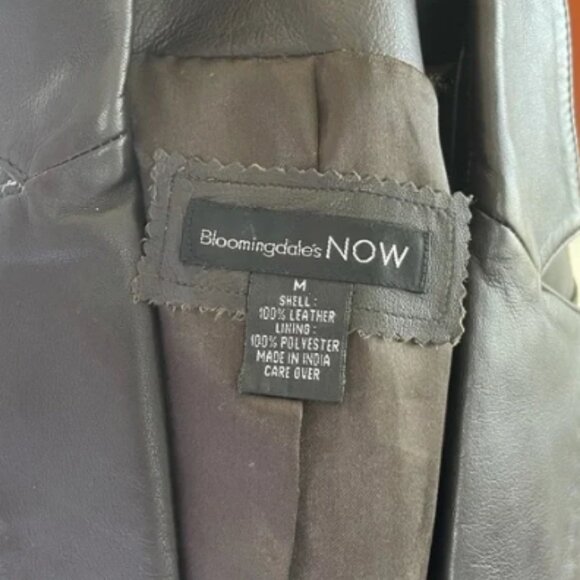 Bloomingdale's NOW
M
SHELL :
100% LEATHER
LINING :
100% POLYESTER
MADE IN INDIA
CARE OVER